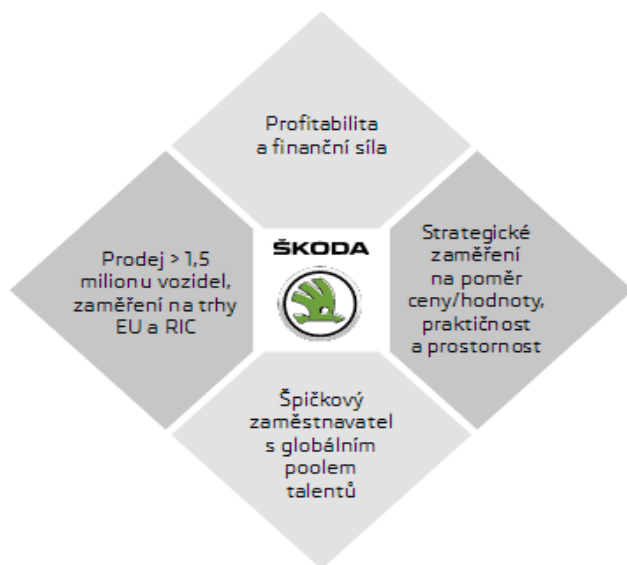 Profitabilita
a finanční síla
Prodej > 1,5
milionu vozidel,
zaměření na trhy
EU a RIC
ŠKODA
Strategické
zaměření
na poměr
ceny/hodnoty,
praktičnost
a prostornost
Špičkový
zaměstnavatel
s globálním
poolem
talentů